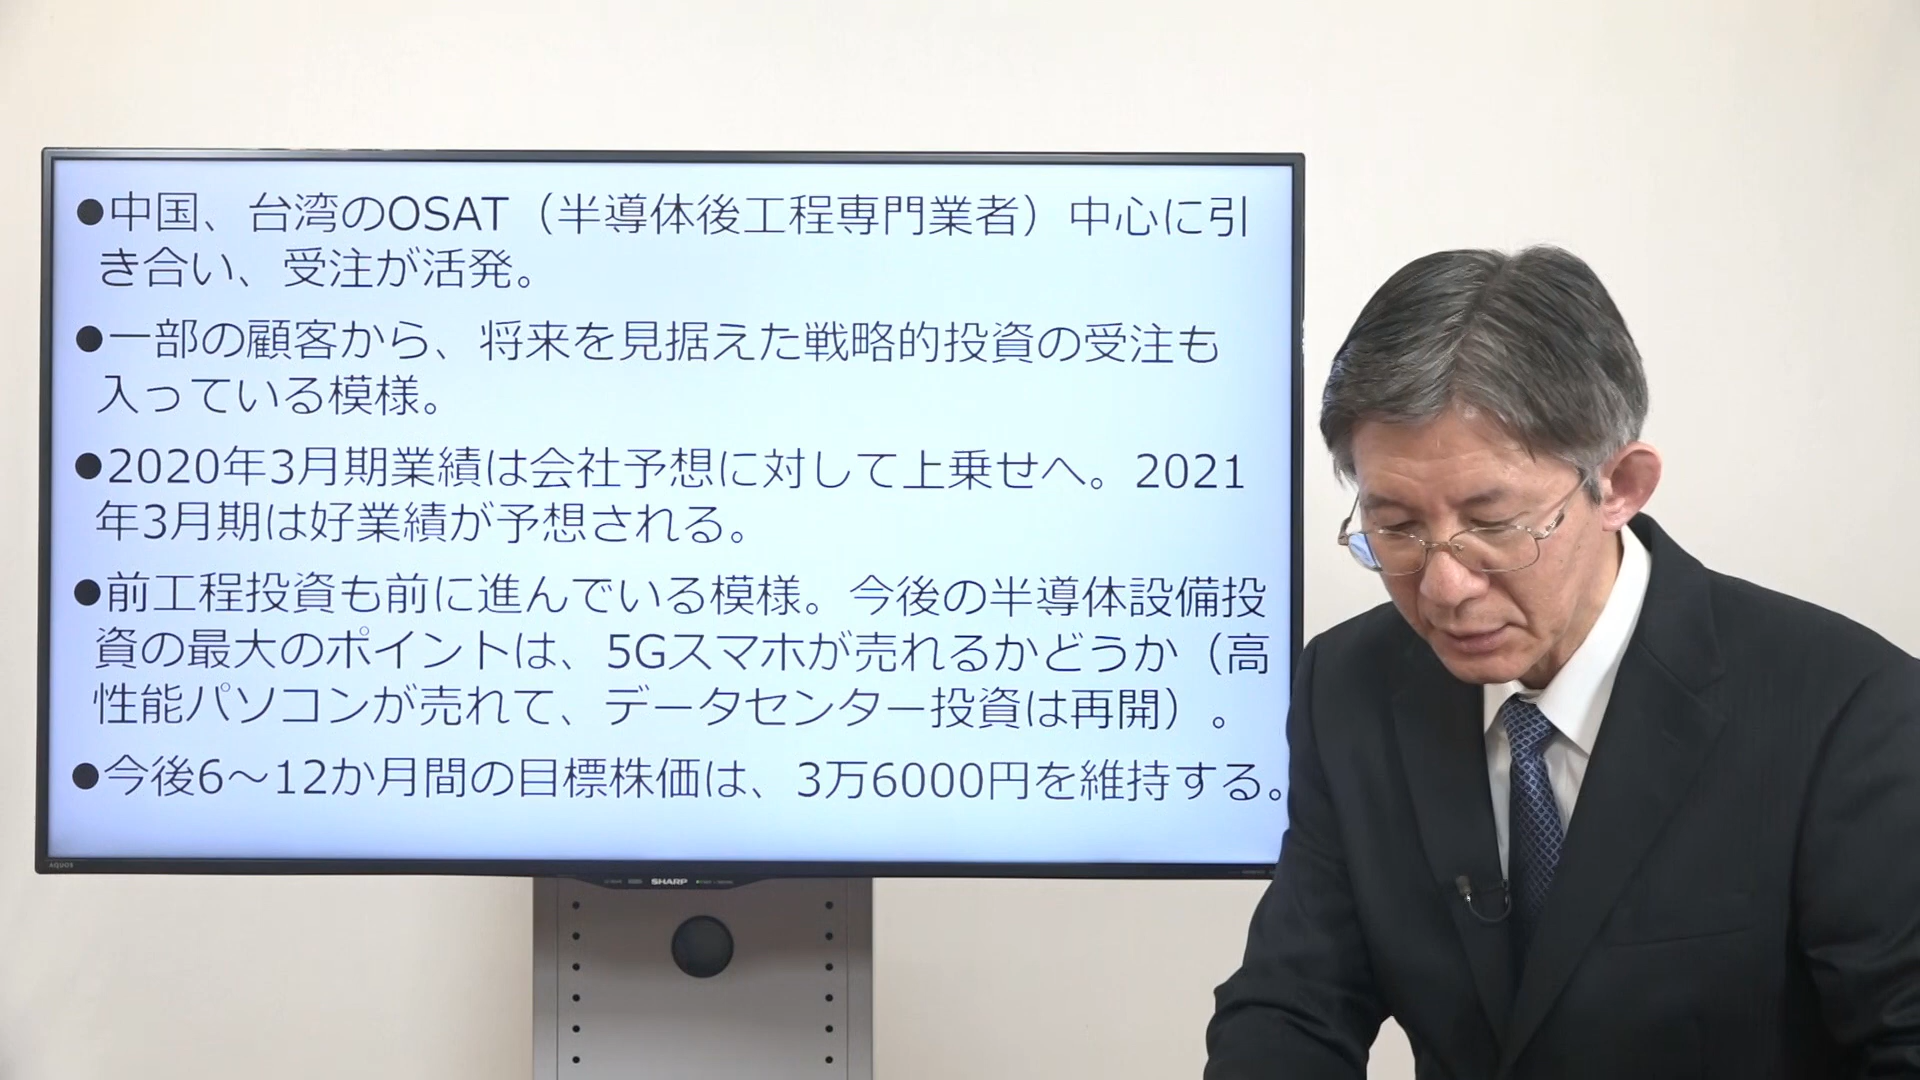 ●中国、台湾のOSAT（半導体後工程専門業者）中心に引
き合い、受注が活発。
●一部の顧客から、将来を見据えた戦略的投資の受注も
入っている模様。
●2020年3月期業績は会社予想に対して上乗せへ。2021
年3月期は好業績が予想される。
●前工程投資も前に進んでいる模様。今後の半導体設備投
資の最大のポイントは、5Gスマホが売れるかどうか（高
性能パソコンが売れて、データセンター投資は再開）。
●今後6～12か月間の目標株価は、3万6000円を維持する。
AQUOS
SHARP